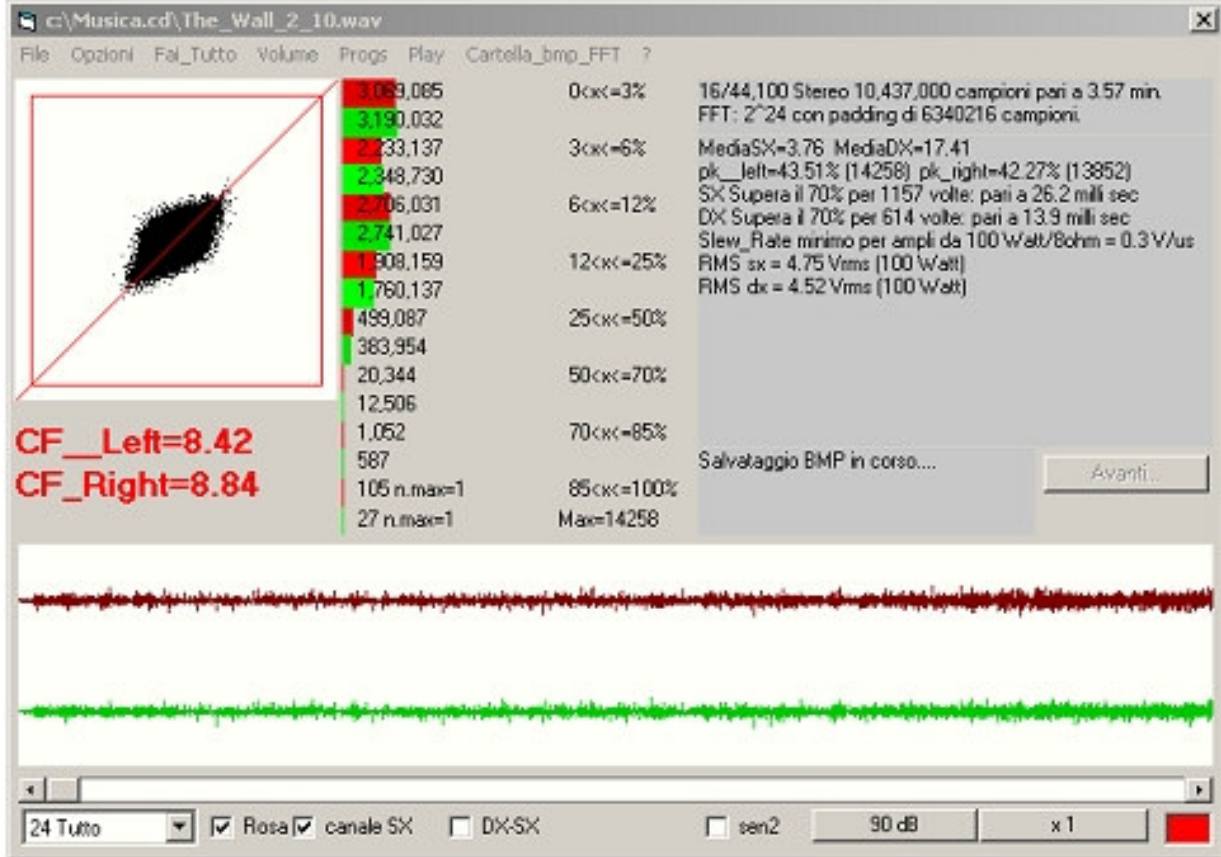 c:\Musica.cd\The_Wall_2_10.wav
File Opzioni Fai_Tutto Volume Progs Play Cartella_bmp_FFT ?
3,069,085 0<x<=3%
3,190,032
2,233,137 3<x<=6%
2,348,730
2,706,031 6<x<=12%
2,741,027
1,908,159 12<x<=25%
1,760,137
499,087 25<x<=50%
383,954
20,344 50<x<=70%
12,506
1,052 70<x<=85%
587
105 n.max=1 85<x<=100%
27 n.max=1 Max=14258
16/44,100 Stereo 10,437,000 campioni pari a 3.57 min.
FFT: 2^24 con padding di 6340216 campioni.
MediaSX=3.76 MediaDX=17.41
pk__left=43.51% (14258) pk_right=42.27% (13852)
SX Supera il 70% per 1157 volte: pari a 26.2 milli sec
DX Supera il 70% per 614 volte: pari a 13.9 milli sec
Slew_Rate minimo per ampli da 100 Watt/8ohm = 0.3 V/us
RMS sx = 4.75 Vrms (100 Watt)
RMS dx = 4.52 Vrms (100 Watt)
CF__Left=8.42
CF_Right=8.84
Salvataggio BMP in corso....
Avanti...
24 Tutto Rosa canale SX DX-SX sen2 90 dB x 1